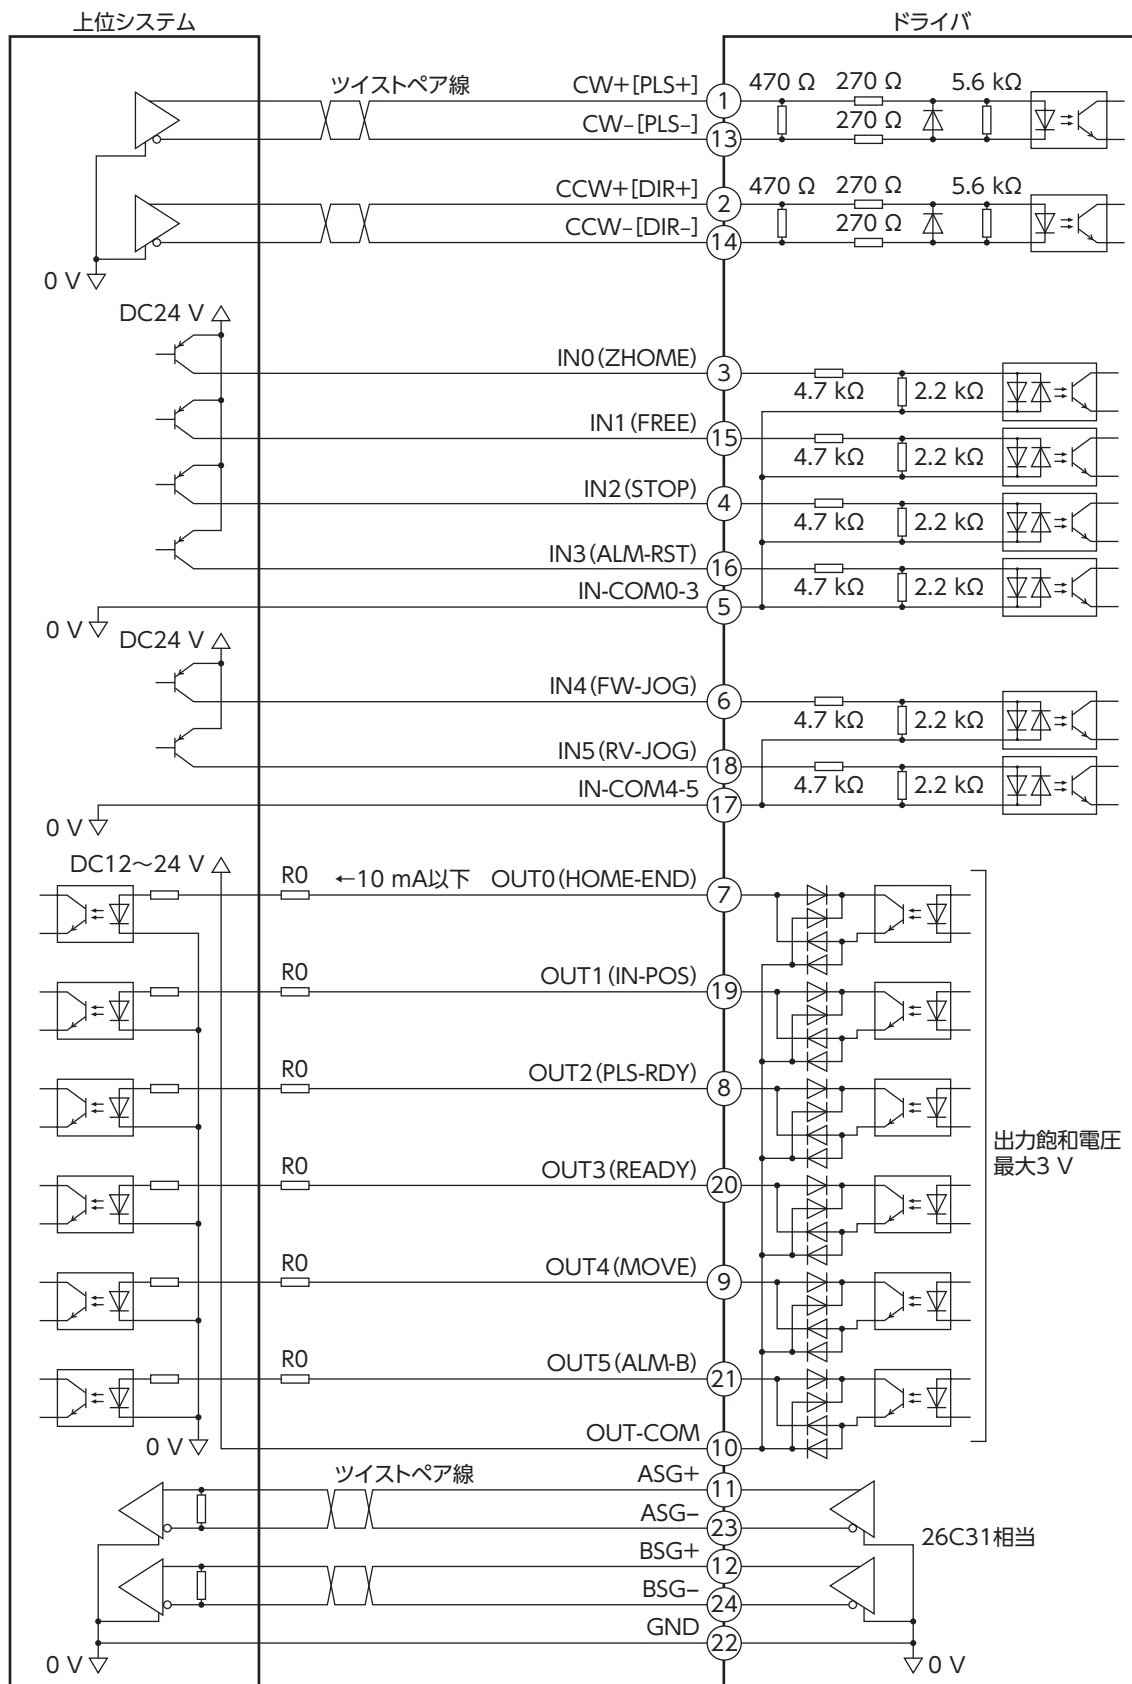 上位システム
ドライバ
ツイストペア線
CW+[PLS+]
1
470 Ω
270 Ω
5.6 kΩ
CW–[PLS–]
13
270 Ω
CCW+[DIR+]
2
470 Ω
270 Ω
5.6 kΩ
CCW–[DIR–]
14
270 Ω
0 V
DC24 V
IN0(ZHOME)
3
4.7 kΩ
2.2 kΩ
IN1(FREE)
15
4.7 kΩ
2.2 kΩ
IN2(STOP)
4
4.7 kΩ
2.2 kΩ
IN3(ALM-RST)
16
4.7 kΩ
2.2 kΩ
IN-COM0-3
5
0 V
DC24 V
IN4(FW-JOG)
6
4.7 kΩ
2.2 kΩ
IN5(RV-JOG)
18
4.7 kΩ
2.2 kΩ
IN-COM4-5
17
0 V
DC12～24 V
R0
←10 mA以下
OUT0(HOME-END)
7
R0
OUT1(IN-POS)
19
R0
OUT2(PLS-RDY)
8
出力飽和電圧
最大3 V
R0
OUT3(READY)
20
R0
OUT4(MOVE)
9
R0
OUT5(ALM-B)
21
0 V
OUT-COM
10
ツイストペア線
ASG+
11
ASG–
23
26C31相当
BSG+
12
BSG–
24
GND
22
0 V
0 V